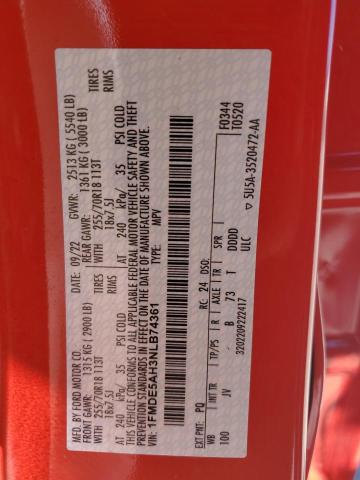 MFD. BY FORD MOTOR CO.
DATE: 09/22 GVWR: 2513 KG ( 5540 LB)
FRONT GAWR: 1315 KG ( 2900 LB) REAR GAWR: 1361 KG ( 3000 LB)
WITH 255/70R18 113T TIRES WITH 255/70R18 113T TIRES
18x7.5J RIMS 18x7.5J RIMS
AT 240 kPa/ 35 PSI COLD AT 240 kPa/ 35 PSI COLD
THIS VEHICLE CONFORMS TO ALL APPLICABLE FEDERAL MOTOR VEHICLE SAFETY AND THEFT
PREVENTION STANDARDS IN EFFECT ON THE DATE OF MANUFACTURE SHOWN ABOVE.
VIN: 1FMDE5AH3NLB74361 TYPE: MPV
F0344
T0520
3202209222417
EXT PNT: PQ RC: 24 DSO:
WB INT TR TP/PS R AXLE TR SPR
100 JV B 73 T DDDD
ULC
▽ 5U5A-3520472-AA